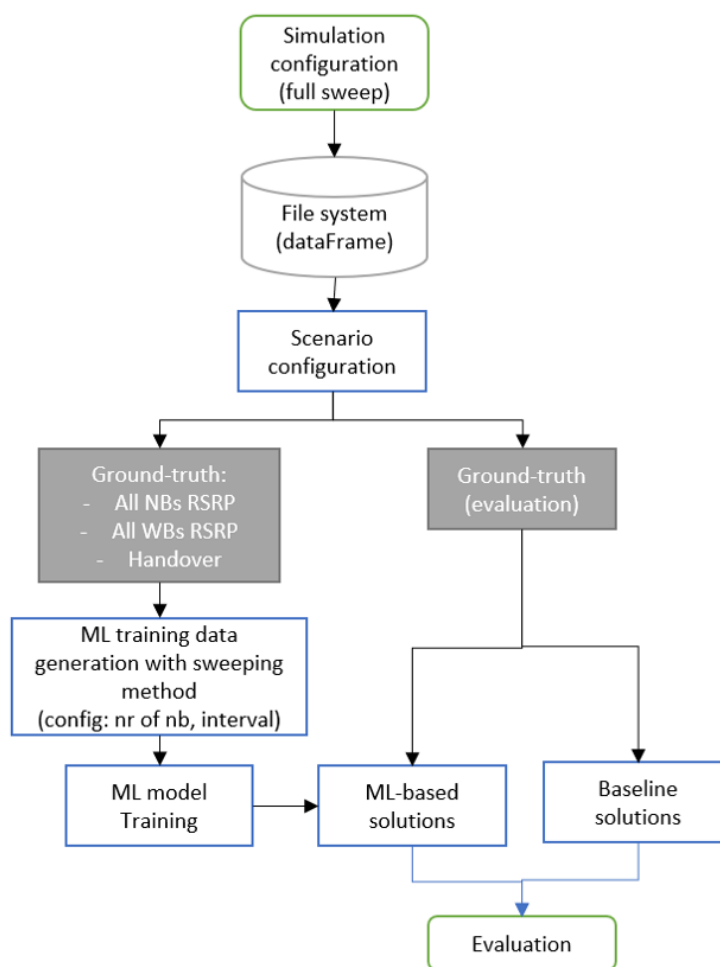 Simulation
configuration
(full sweep)
File system
(dataFrame)
Scenario
configuration
Ground-truth:
- All NBs RSRP
- All WBs RSRP
- Handover
Ground-truth
(evaluation)
ML training data
generation with sweeping
method
(config: nr of nb, interval)
ML model
Training
ML-based
solutions
Baseline
solutions
Evaluation